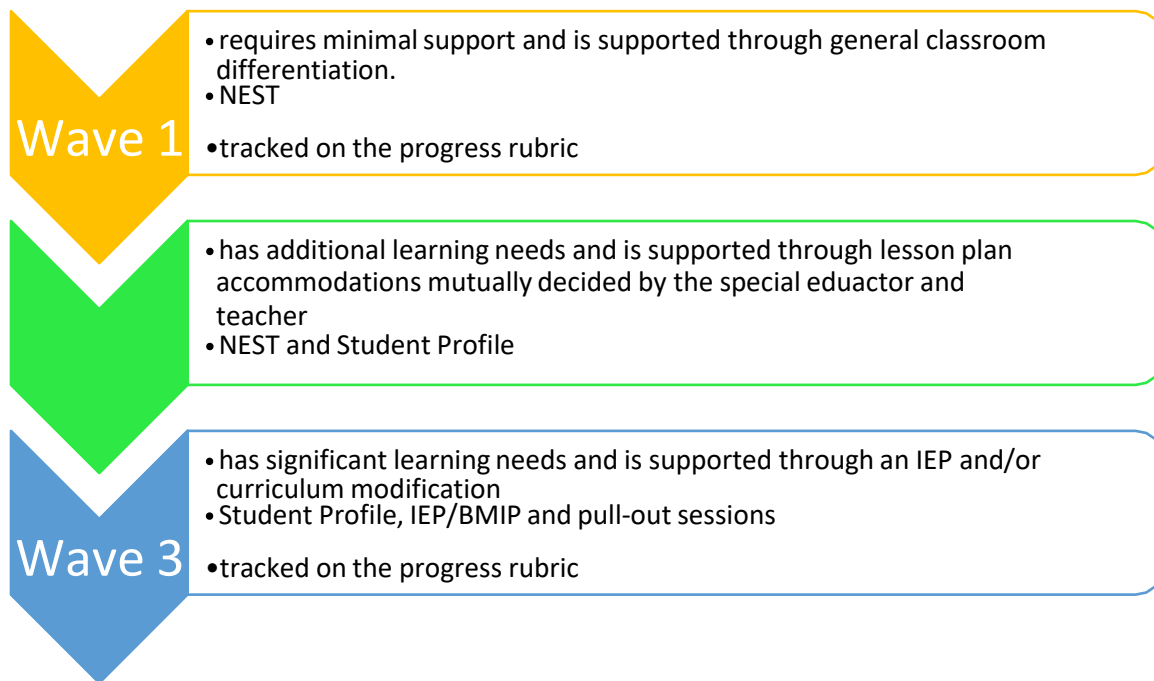 • requires minimal support and is supported through general classroom
differentiation.
• NEST
Wave 1
•tracked on the progress rubric
• has additional learning needs and is supported through lesson plan
accommodations mutually decided by the special eduactor and
teacher
• NEST and Student Profile
• has significant learning needs and is supported through an IEP and/or
curriculum modification
• Student Profile, IEP/BMIP and pull-out sessions
Wave 3
•tracked on the progress rubric